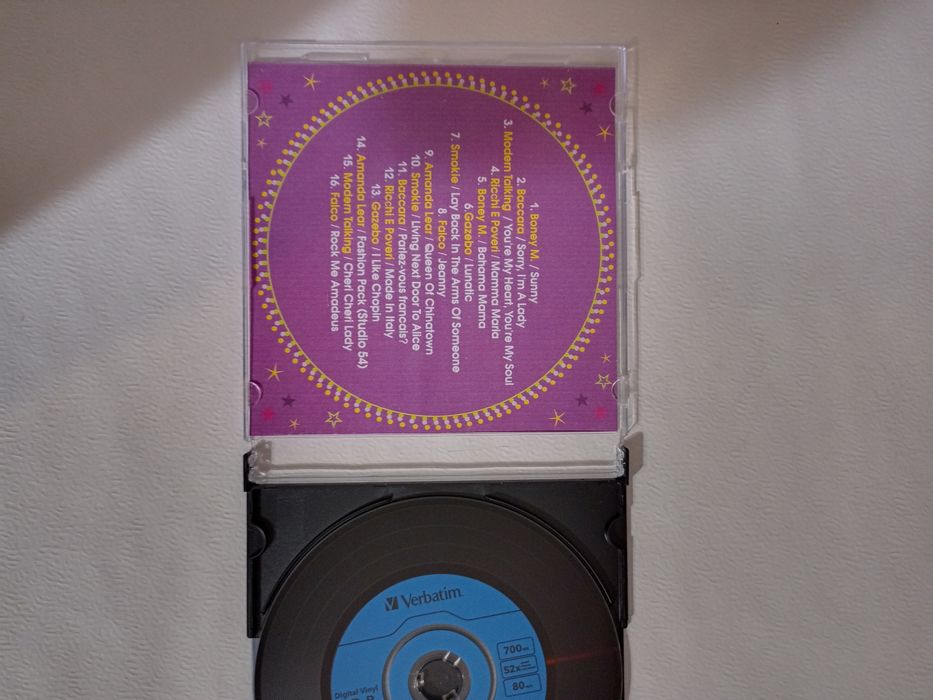 1. Boney M. / Sunny
2. Baccara / Sorry, I'm A Lady
3. Modern Talking / You're My Heart, You're My Soul
4. Ricchi E Poveri / Mamma Maria
5. Boney M. / Bahama Mama
6.Gazebo / Lunatic
7. Smokie / Lay Back In The Arms Of Someone
8. Falco / Jeanny
9. Amanda Lear / Queen Of Chinatown
10. Smokie / Living Next Door To Alice
11. Baccara / Parlez-vous francais?
12. Ricchi E Poveri / Made In Italy
13. Gazebo / I Like Chopin
14. Amanda Lear / Fashion Pack (Studio 54)
15. Modern Talking / Cheri Cheri Lady
16. Falco / Rock Me Amadeus
Verbatim
700
52x
80
Digital Vinyl